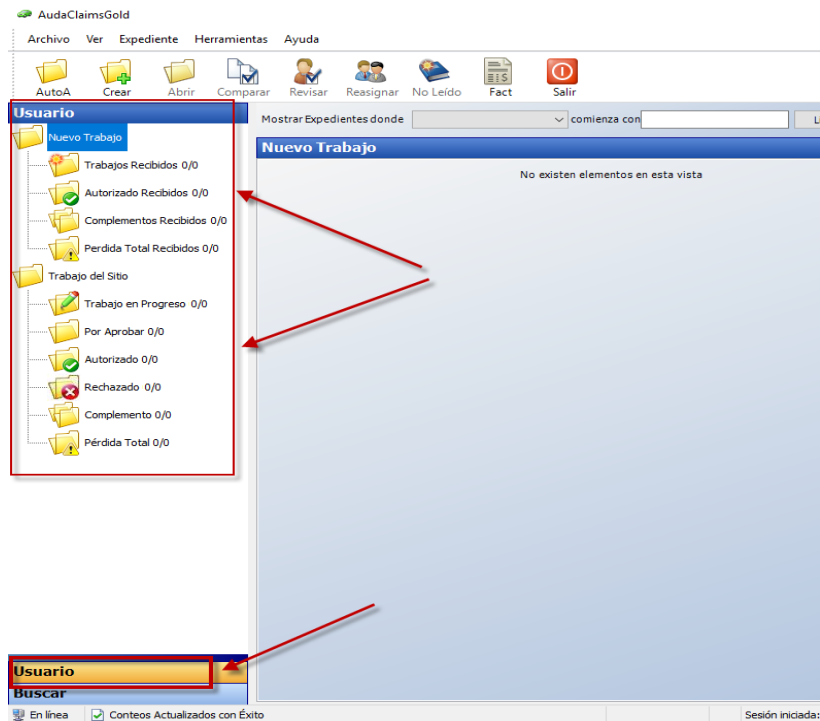 AudaClaimsGold
Archivo Ver Expediente Herramientas Ayuda
AutoA Crear Abrir Comparar Revisar Reasignar No Leído Fact Salir
Usuario
Mostrar Expedientes donde comienza con
Nuevo Trabajo
Nuevo Trabajo
No existen elementos en esta vista
Trabajos Recibidos 0/0
Autorizado Recibidos 0/0
Complementos Recibidos 0/0
Perdida Total Recibidos 0/0
Trabajo del Sitio
Trabajo en Progreso 0/0
Por Aprobar 0/0
Autorizado 0/0
Rechazado 0/0
Complemento 0/0
Pérdida Total 0/0
Usuario
Buscar
En línea Conteos Actualizados con Éxito Sesión iniciada: